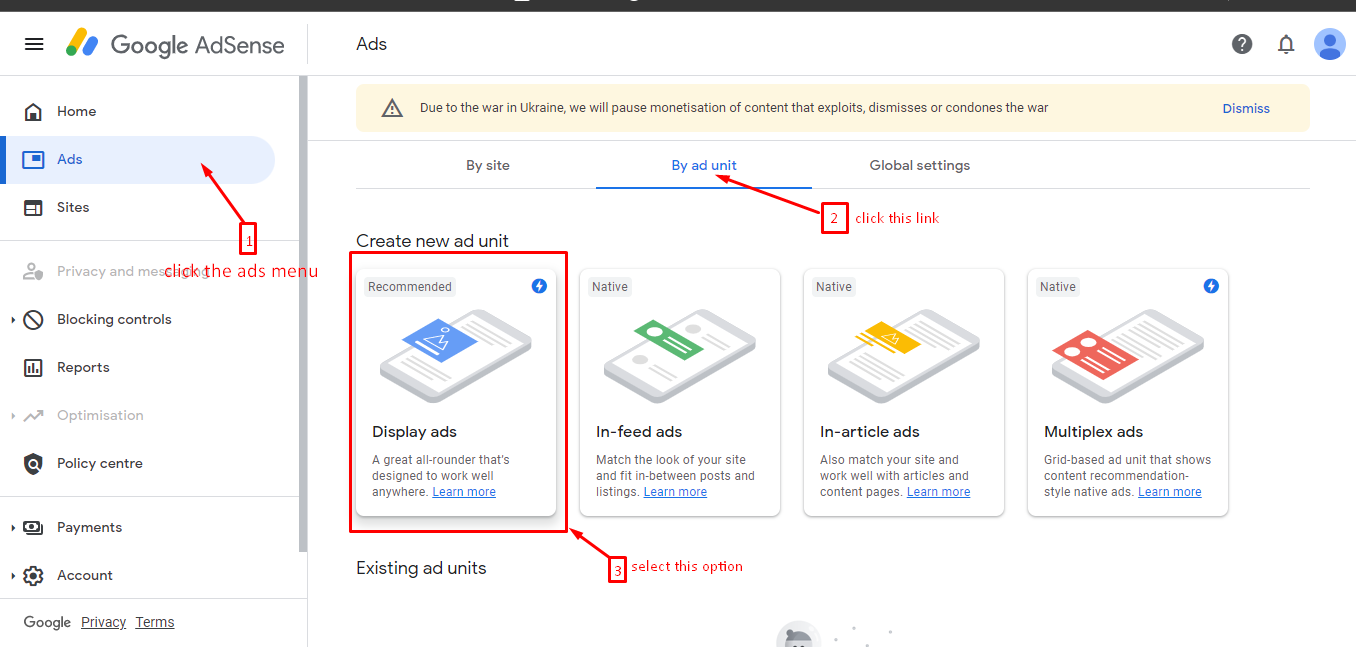 Google AdSense
Ads
Due to the war in Ukraine, we will pause monetisation of content that exploits, dismisses or condones the war
Dismiss
Home
Ads
Sites
Privacy and messaging
Blocking controls
Reports
Optimisation
Policy centre
Payments
Account
Google Privacy Terms
1
click the ads menu
By site
By ad unit
Global settings
2 click this link
Create new ad unit
Recommended
Display ads
A great all-rounder that's
designed to work well
anywhere. Learn more
Native
In-feed ads
Match the look of your site
and fit in-between posts and
listings. Learn more
Native
In-article ads
Also match your site and
work well with articles and
content pages. Learn more
Native
Multiplex ads
Grid-based ad unit that shows
content recommendation-
style native ads. Learn more
3 select this option
Existing ad units